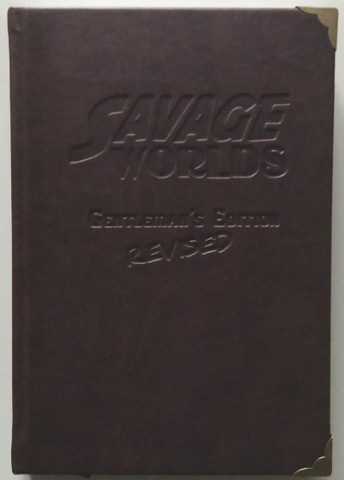 SAVAGE
WORLDS
GENTLEMAN'S EDITION
REVISED